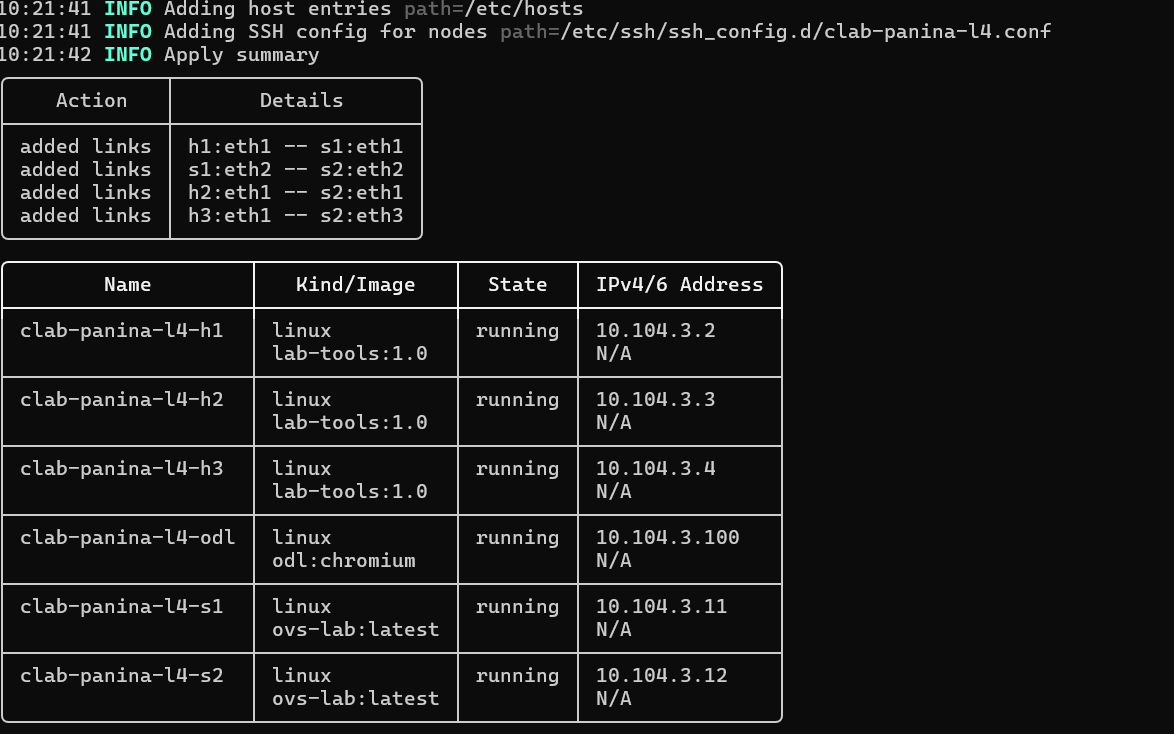 10:21:41 INFO Adding host entries path=/etc/hosts
10:21:41 INFO Adding SSH config for nodes path=/etc/ssh/ssh_config.d/clab-panina-l4.conf
10:21:42 INFO Apply summary
Action Details
added links h1:eth1 -- s1:eth1
added links s1:eth2 -- s2:eth2
added links h2:eth1 -- s2:eth1
added links h3:eth1 -- s2:eth3
Name Kind/Image State IPv4/6 Address
clab-panina-l4-h1 linux running 10.104.3.2
lab-tools:1.0 N/A
clab-panina-l4-h2 linux running 10.104.3.3
lab-tools:1.0 N/A
clab-panina-l4-h3 linux running 10.104.3.4
lab-tools:1.0 N/A
clab-panina-l4-odl linux running 10.104.3.100
odl:chromium N/A
clab-panina-l4-s1 linux running 10.104.3.11
ovs-lab:latest N/A
clab-panina-l4-s2 linux running 10.104.3.12
ovs-lab:latest N/A